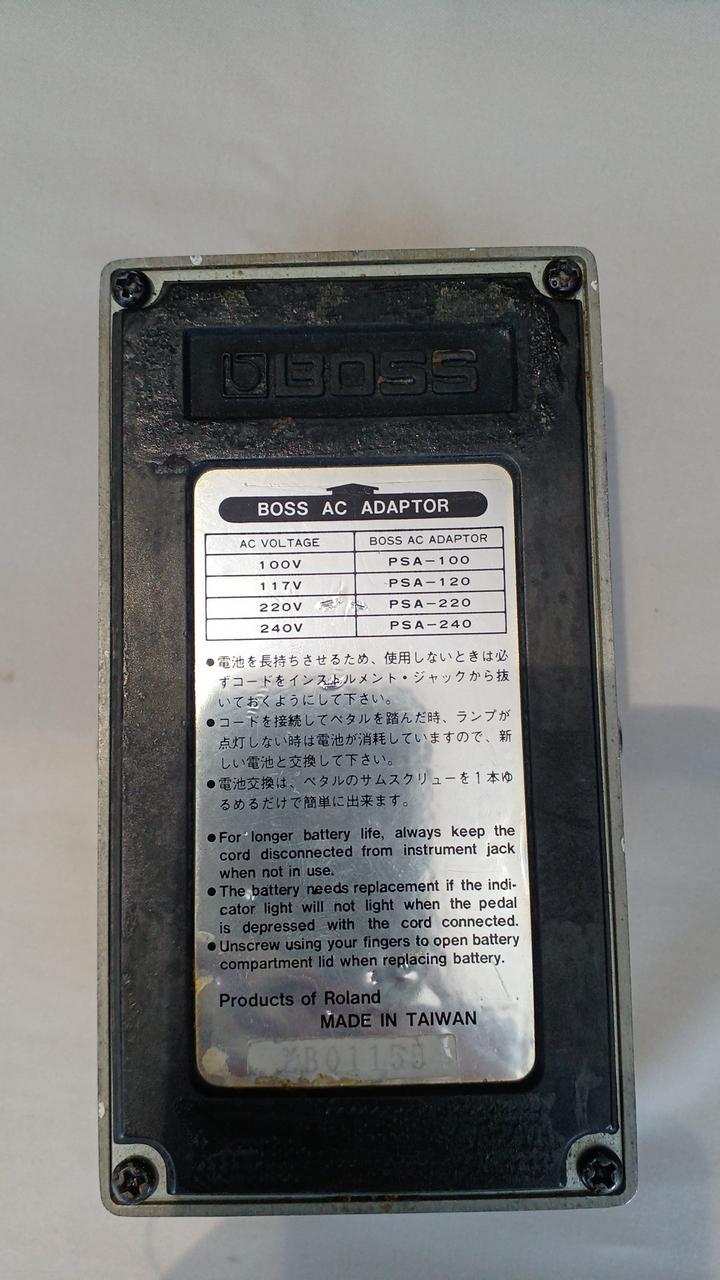 BOSS
BOSS AC ADAPTOR
AC VOLTAGE BOSS AC ADAPTOR
100V PSA-100
117V PSA-120
220V PSA-220
240V PSA-240
●電池を長持ちさせるため、使用しないときは必
ずコードをインストルメント・ジャックから抜
いておくようにして下さい。
●コードを接続してペタルを踏んだ時、ランプが
点灯しない時は電池が消耗していますので、新
しい電池と交換して下さい。
●電池交換は、ペタルのサムスクリューを1本ゆ
るめるだけで簡単に出来ます。
●For longer battery life, always keep the
cord disconnected from instrument jack
when not in use.
●The battery needs replacement if the indi-
cator light will not light when the pedal
is depressed with the cord connected.
●Unscrew using your fingers to open battery
compartment lid when replacing battery.
Products of Roland
MADE IN TAIWAN